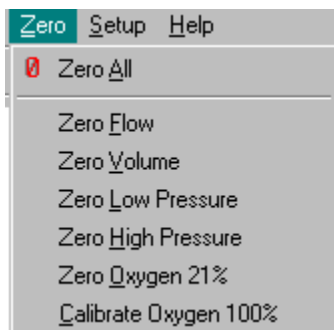 Zero Setup Help
0 Zero All
Zero Flow
Zero Volume
Zero Low Pressure
Zero High Pressure
Zero Oxygen 21%
Calibrate Oxygen 100%